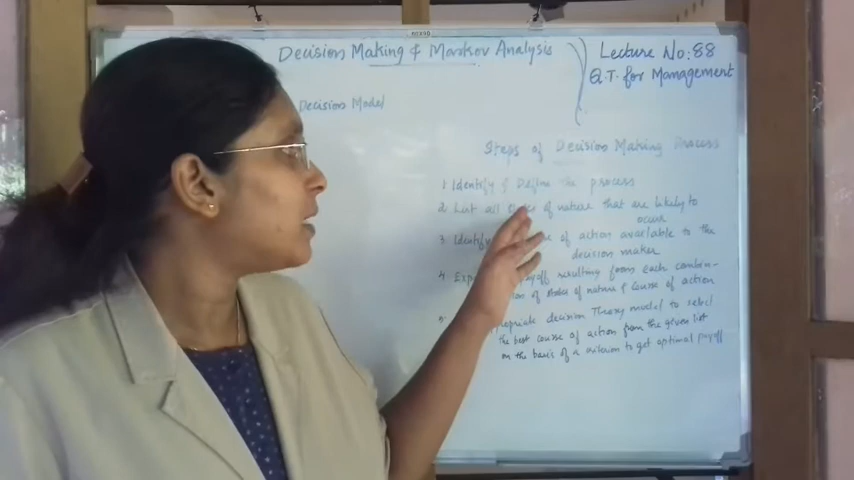 Decision Making & Markov Analysis
Lecture No: 88
Q.T. for Management
Decision Model
Steps of Decision Making Process
1 Identify & Define the process
2 List all of nature that are likely to
occur
3 Identify of action available to the
decision maker
4 payoff resulting from each combin-
of nature & course of action
decision Theory model to select
the best course of action from the given list
on the basis of a criterion to get optimal payoff